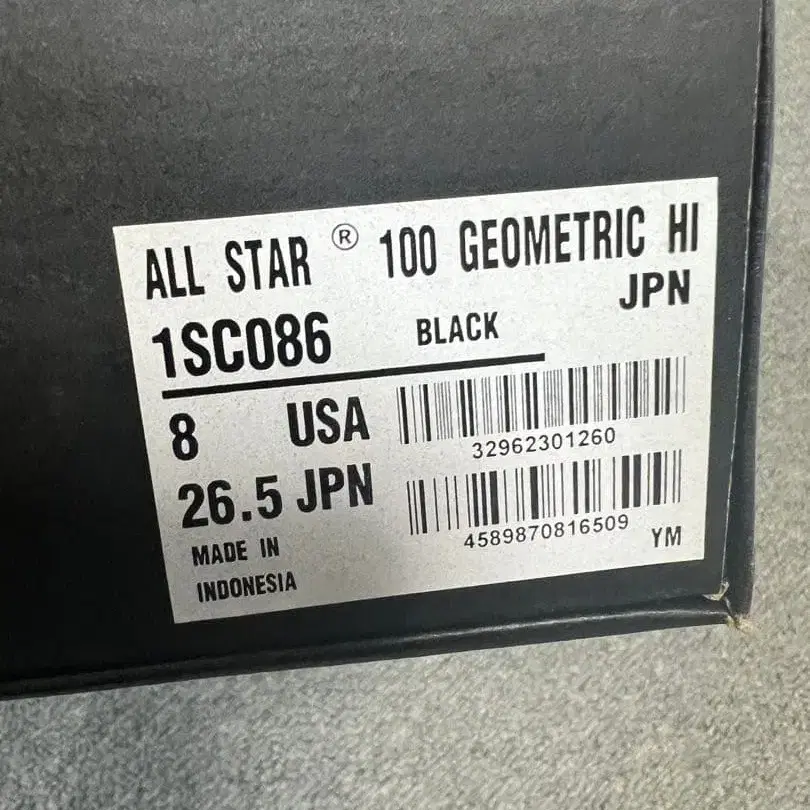 ALL STAR ® 100 GEOMETRIC HI
JPN
1SC086 BLACK
8 USA
32962301260
26.5 JPN
4589870816509 YM
MADE IN
INDONESIA